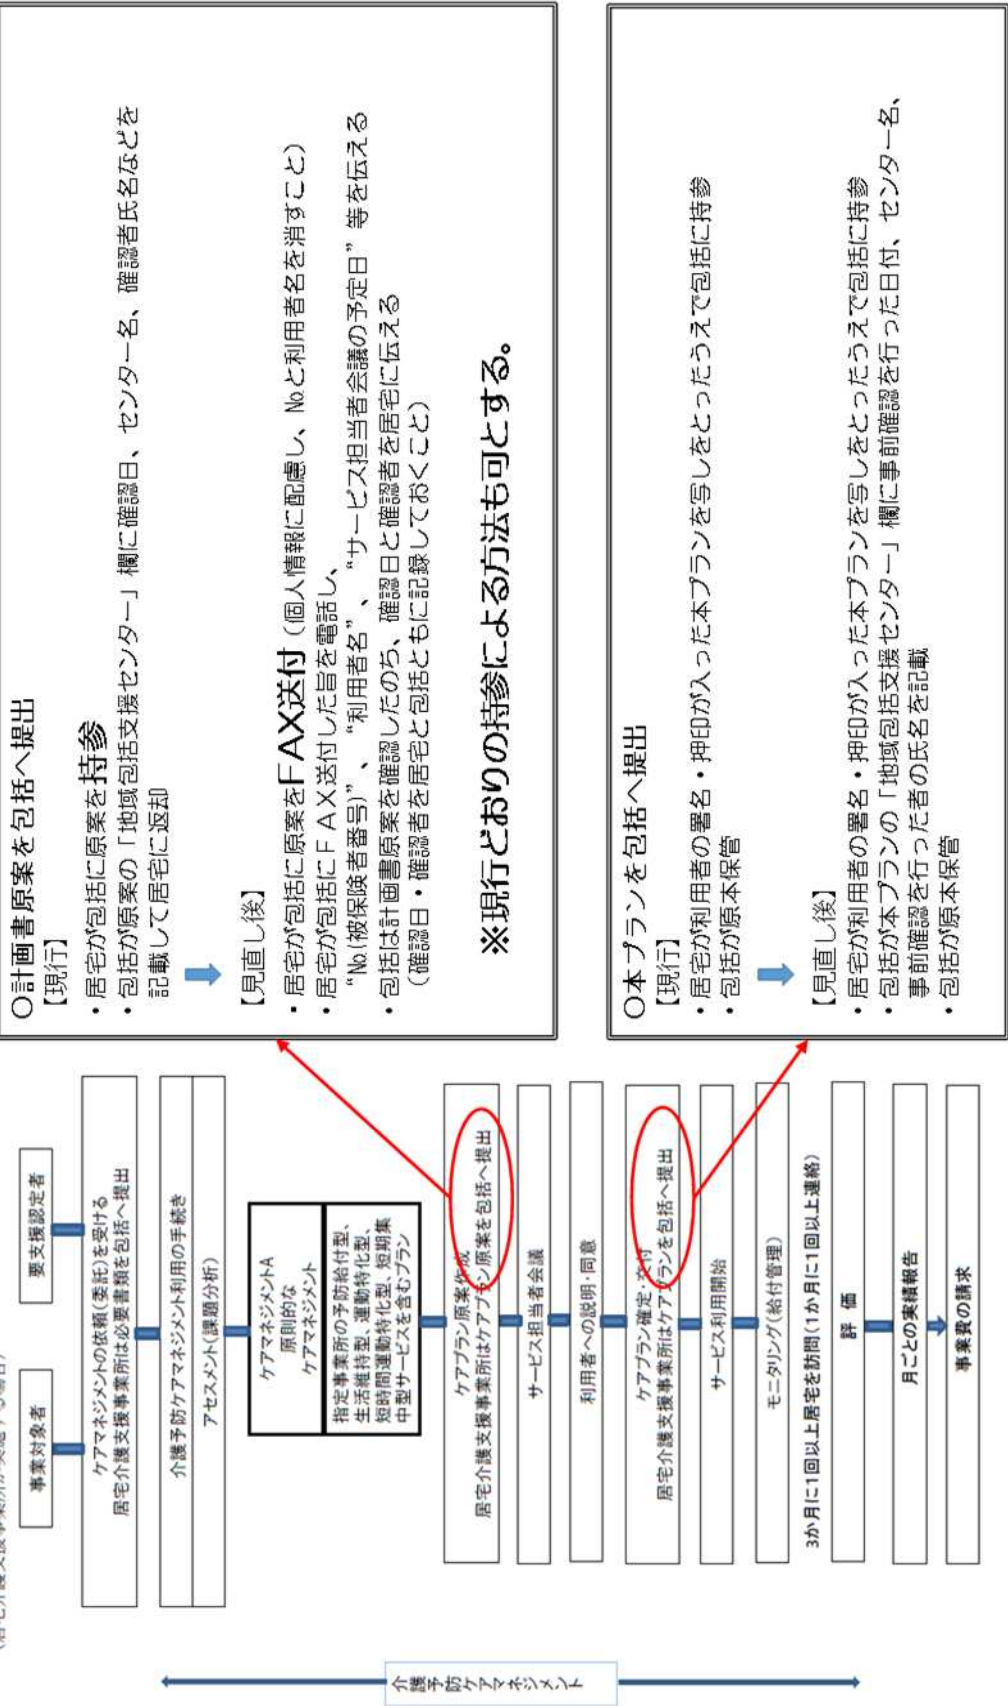 (居宅介護支援事業所が実施する場合)
事業対象者
要支援認定者
ケアマネジメントの依頼(委託)を受ける
居宅介護支援事業所は必要書類を包括へ提出
介護予防ケアマネジメント利用の手続き
アセスメント(課題分析)
ケアマネジメントA
原則的な
ケアマネジメント
指定事業所の予防給付型、
生活維持型、運動特化型、
短時間運動特化型、短期集
中型サービスを含むプラン
ケアプラン原案作成
居宅介護支援事業所はケアプラン原案を包括へ提出
サービス担当者会議
利用者への説明・同意
ケアプラン確定・交付
居宅介護支援事業所はケアプランを包括へ提出
サービス利用開始
モニタリング(給付管理)
3か月に1回以上居宅を訪問(1か月に1回以上連絡)
評 価
月ごとの実績報告
事業費の請求
介護予防ケアマネジメント
〇計画書原案を包括へ提出
【現行】
・居宅が包括に原案を持参
・包括が原案の「地域包括支援センター」欄に確認日、センター名、確認者氏名などを
記載して居宅に返却
【見直し後】
・居宅が包括に原案をFAX送付(個人情報に配慮し、№と利用者名を消すこと)
・居宅が包括にFAX送付した旨を電話し、
“№(被保険者番号)”、“利用者名”、“サービス担当者会議の予定日”等を伝える
・包括は計画書原案を確認したのち、確認日と確認者を居宅に伝える
(確認日・確認者を居宅と包括ともに記録しておくこと)
※現行どおりの持参による方法も可とする。
〇本プランを包括へ提出
【現行】
・居宅が利用者の署名・押印が入った本プランを写しをとったうえで包括に持参
・包括が原本保管
【見直し後】
・居宅が利用者の署名・押印が入った本プランを写しをとったうえで包括に持参
・包括が本プランの「地域包括支援センター」欄に事前確認を行った日付、センター名、
事前確認を行った者の氏名を記載
・包括が原本保管